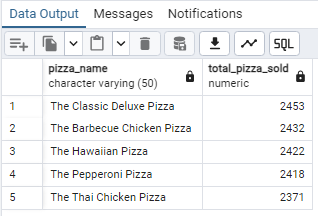 Data Output Messages Notifications
SQL
pizza_name total_pizza_sold
character varying (50) numeric
1 The Classic Deluxe Pizza 2453
2 The Barbecue Chicken Pizza 2432
3 The Hawaiian Pizza 2422
4 The Pepperoni Pizza 2418
5 The Thai Chicken Pizza 2371